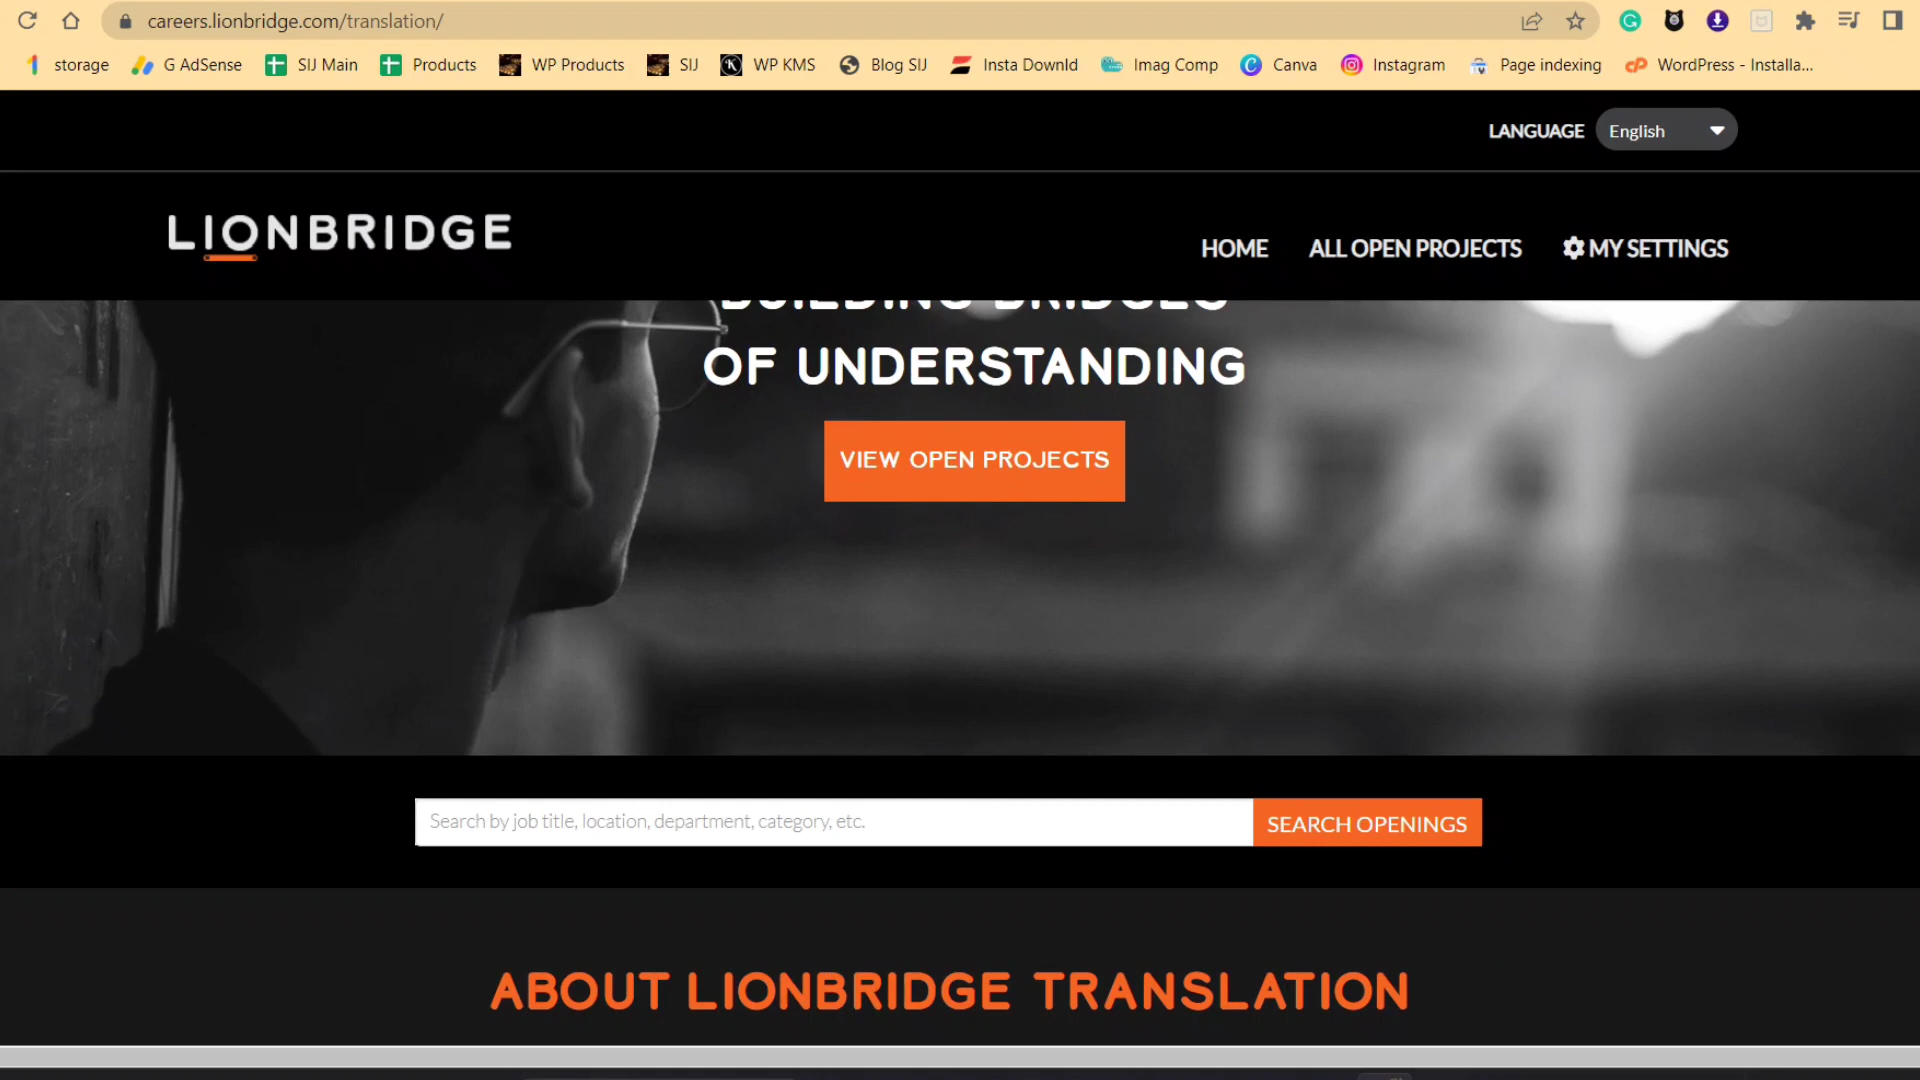 careers.lionbridge.com/translation/
storage G AdSense SIJ Main Products WP Products SIJ WP KMS Blog SIJ Insta Downld Imag Comp Canva Instagram Page indexing WordPress - Installa...
LANGUAGE English
LIONBRIDGE
HOME ALL OPEN PROJECTS MY SETTINGS
BUILDING BRIDGES
OF UNDERSTANDING
VIEW OPEN PROJECTS
Search by job title, location, department, category, etc. SEARCH OPENINGS
ABOUT LIONBRIDGE TRANSLATION